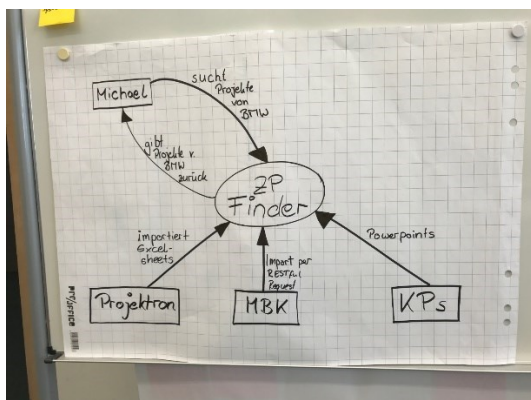 Michael
sucht
Projekte
von
BMW
gibt
Projekte v.
BMW
zurück
ZP
Finder
importiert
Excel-
sheets
Import per
Request
Powerpoints
Projektron
MBK
KPs